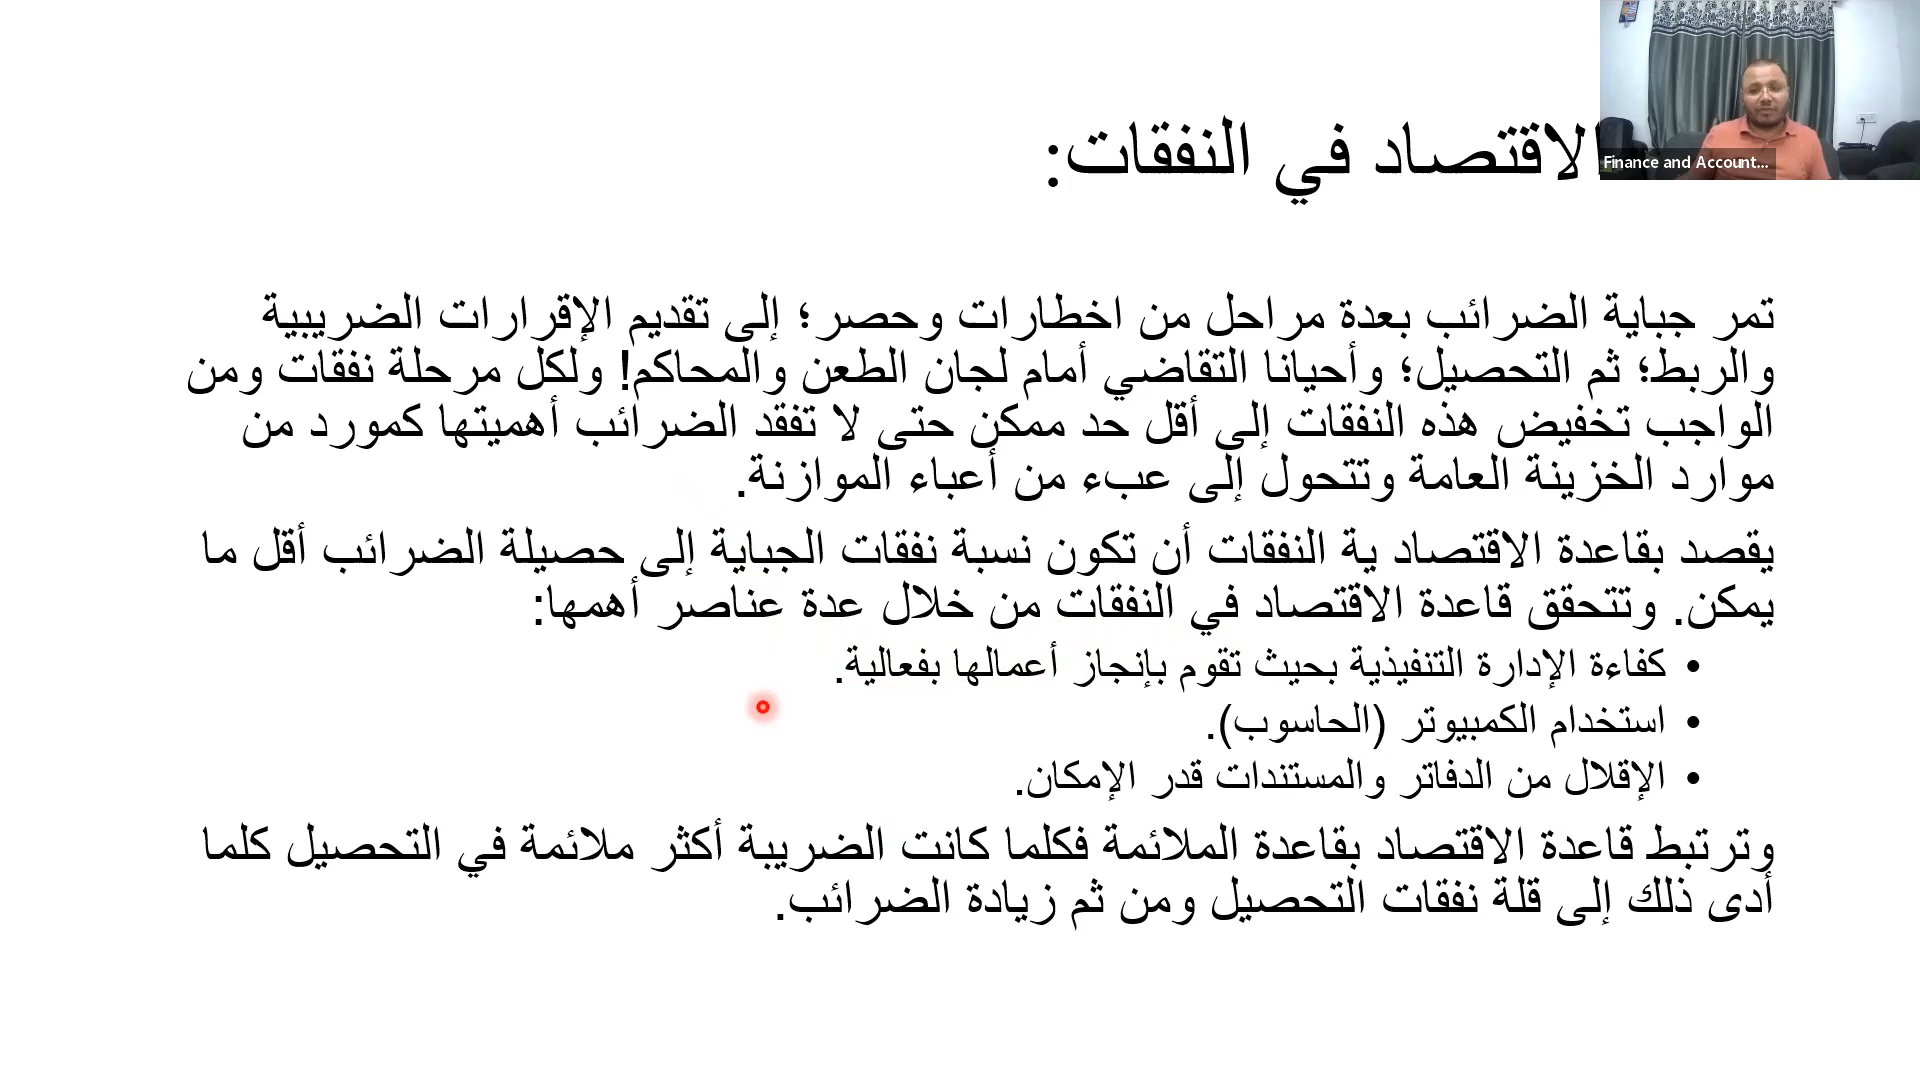 الاقتصاد في النفقات:
Finance and Account...
تمر جباية الضرائب بعدة مراحل من اخطارات وحصر؛ إلى تقديم الإقرارات الضريبية
والربط؛ ثم التحصيل؛ وأحيانا التقاضي أمام لجان الطعن والمحاكم! ولكل مرحلة نفقات ومن
الواجب تخفيض هذه النفقات إلى أقل حد ممكن حتى لا تفقد الضرائب أهميتها كمورد من
موارد الخزينة العامة وتتحول إلى عبء من أعباء الموازنة.
يقصد بقاعدة الاقتصاد ية النفقات أن تكون نسبة نفقات الجباية إلى حصيلة الضرائب أقل ما
يمكن. وتتحقق قاعدة الاقتصاد في النفقات من خلال عدة عناصر أهمها:
• كفاءة الإدارة التنفيذية بحيث تقوم بإنجاز أعمالها بفعالية.
• استخدام الكمبيوتر (الحاسوب).
• الإقلال من الدفاتر والمستندات قدر الإمكان.
وترتبط قاعدة الاقتصاد بقاعدة الملائمة فكلما كانت الضريبة أكثر ملائمة في التحصيل كلما
أدى ذلك إلى قلة نفقات التحصيل ومن ثم زيادة الضرائب.